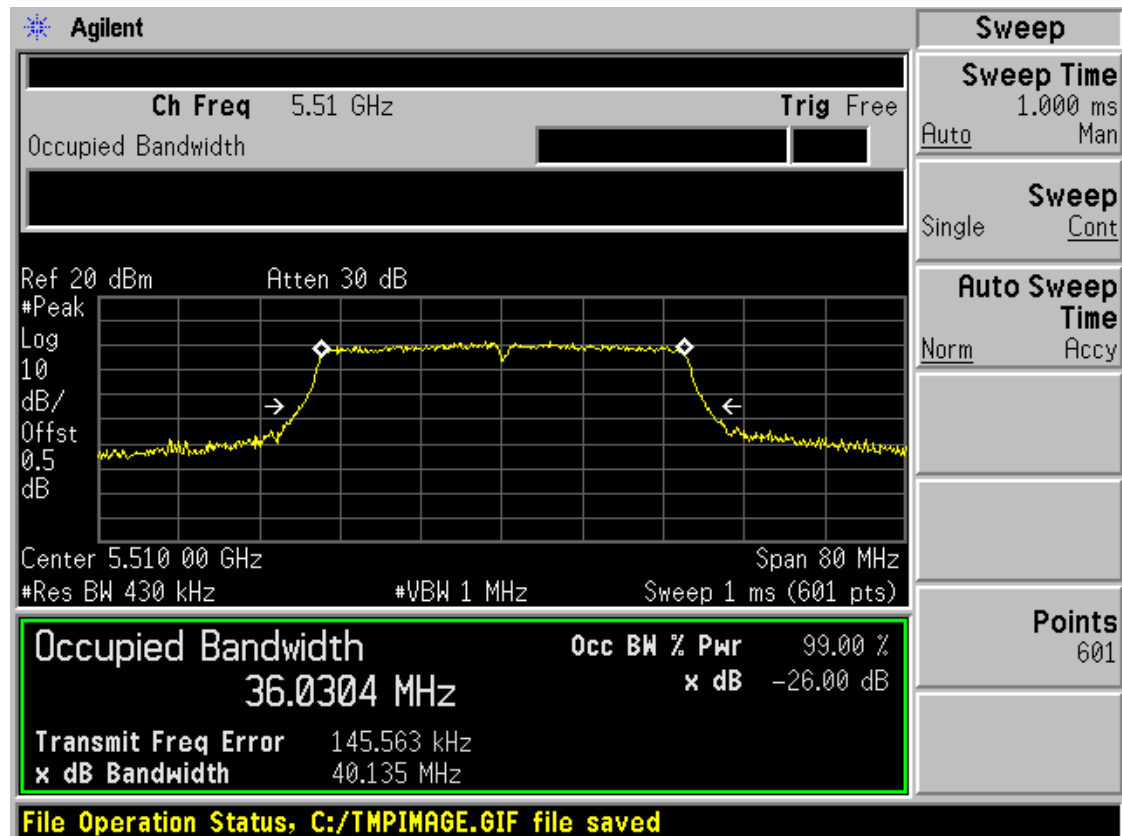 Agilent
Ch Freq 5.51 GHz Trig Free
Occupied Bandwidth
Ref 20 dBm Atten 30 dB
#Peak
Log
10
dB/
Offst
0.5
dB
Center 5.510 00 GHz Span 80 MHz
#Res BW 430 kHz #VBW 1 MHz Sweep 1 ms (601 pts)
Occupied Bandwidth
36.0304 MHz
Occ BW % Pwr 99.00 %
x dB -26.00 dB
Transmit Freq Error 145.563 kHz
x dB Bandwidth 40.135 MHz
File Operation Status, C:/TMPIMAGE.GIF file saved
Sweep
Sweep Time
1.000 ms
Auto Man
Sweep
Single Cont
Auto Sweep
Time
Norm Accy
Points
601